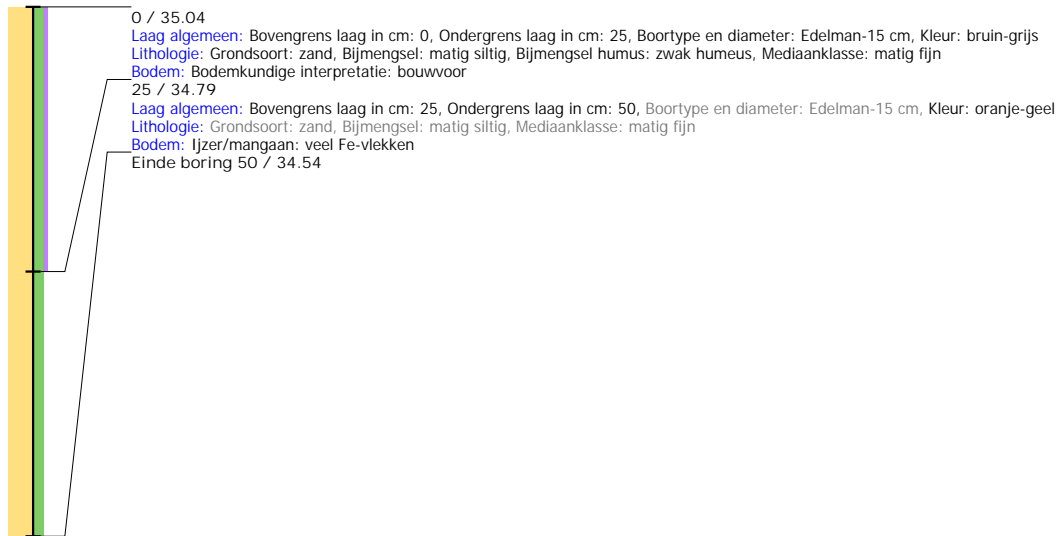 0 / 35.04
Laag algemeen: Bovengrens laag in cm: 0, Ondergrens laag in cm: 25, Boortype en diameter: Edelman-15 cm, Kleur: bruin-grijs
Lithologie: Grondsoort: zand, Bijmengsel: matig siltig, Bijmengsel humus: zwak humeus, Mediaanklasse: matig fijn
Bodem: Bodemkundige interpretatie: bouwvoor
25 / 34.79
Laag algemeen: Bovengrens laag in cm: 25, Ondergrens laag in cm: 50, Boortype en diameter: Edelman-15 cm, Kleur: oranje-geel
Lithologie: Grondsoort: zand, Bijmengsel: matig siltig, Mediaanklasse: matig fijn
Bodem: Ijzer/mangaan: veel Fe-vlekken
Einde boring 50 / 34.54